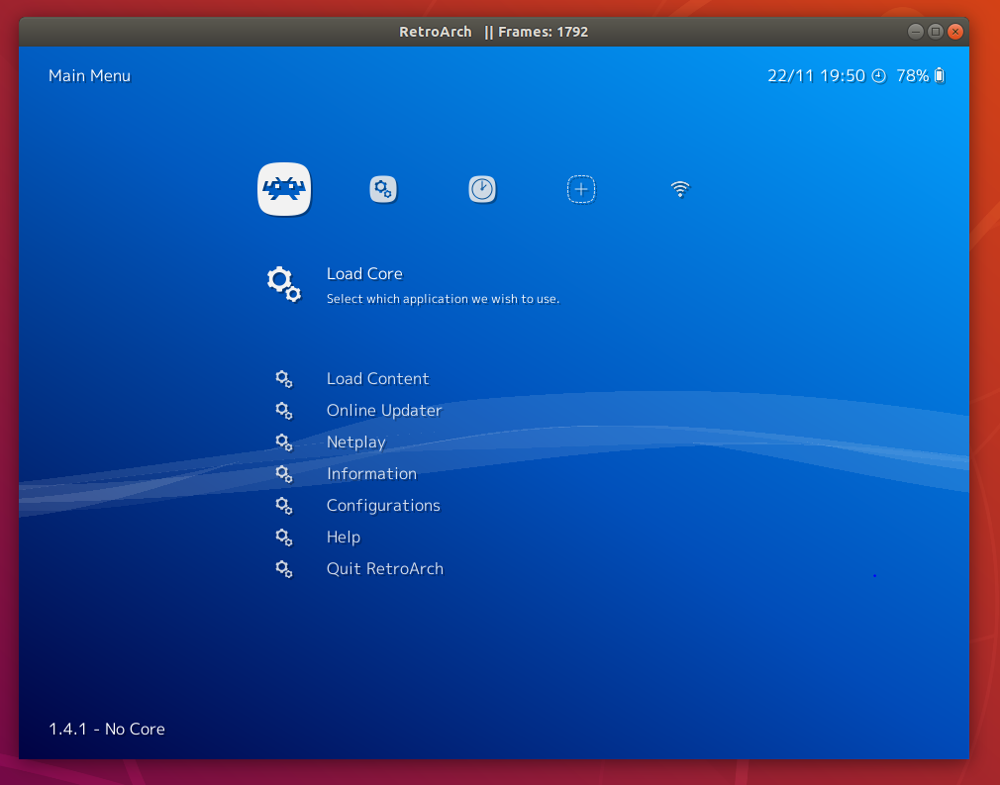 RetroArch || Frames: 1792
Main Menu
22/11 19:50 78%
Load Core
Select which application we wish to use.
Load Content
Online Updater
Netplay
Information
Configurations
Help
Quit RetroArch
1.4.1 - No Core